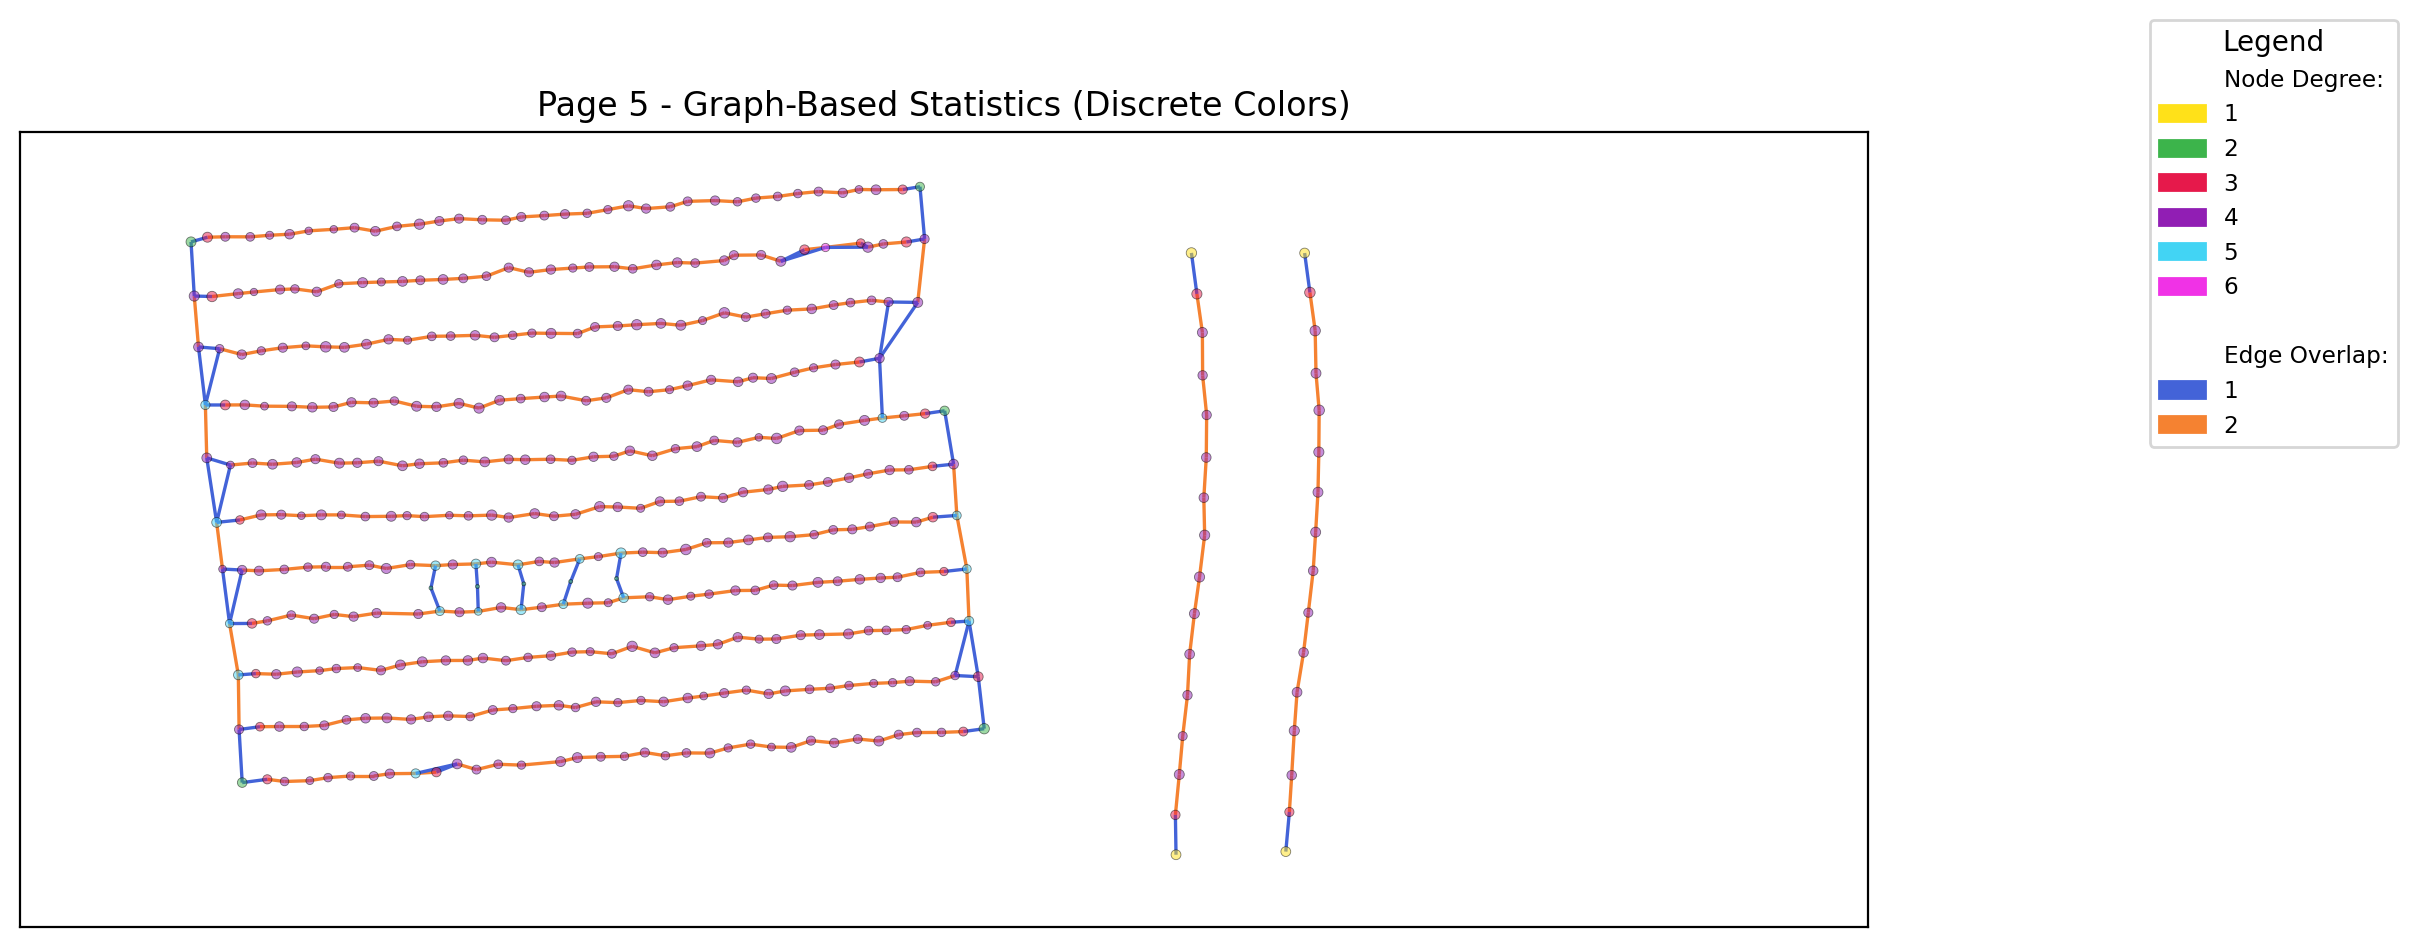 Page 5 - Graph-Based Statistics (Discrete Colors)
Legend
Node Degree:
1
2
3
4
5
6
Edge Overlap:
1
2